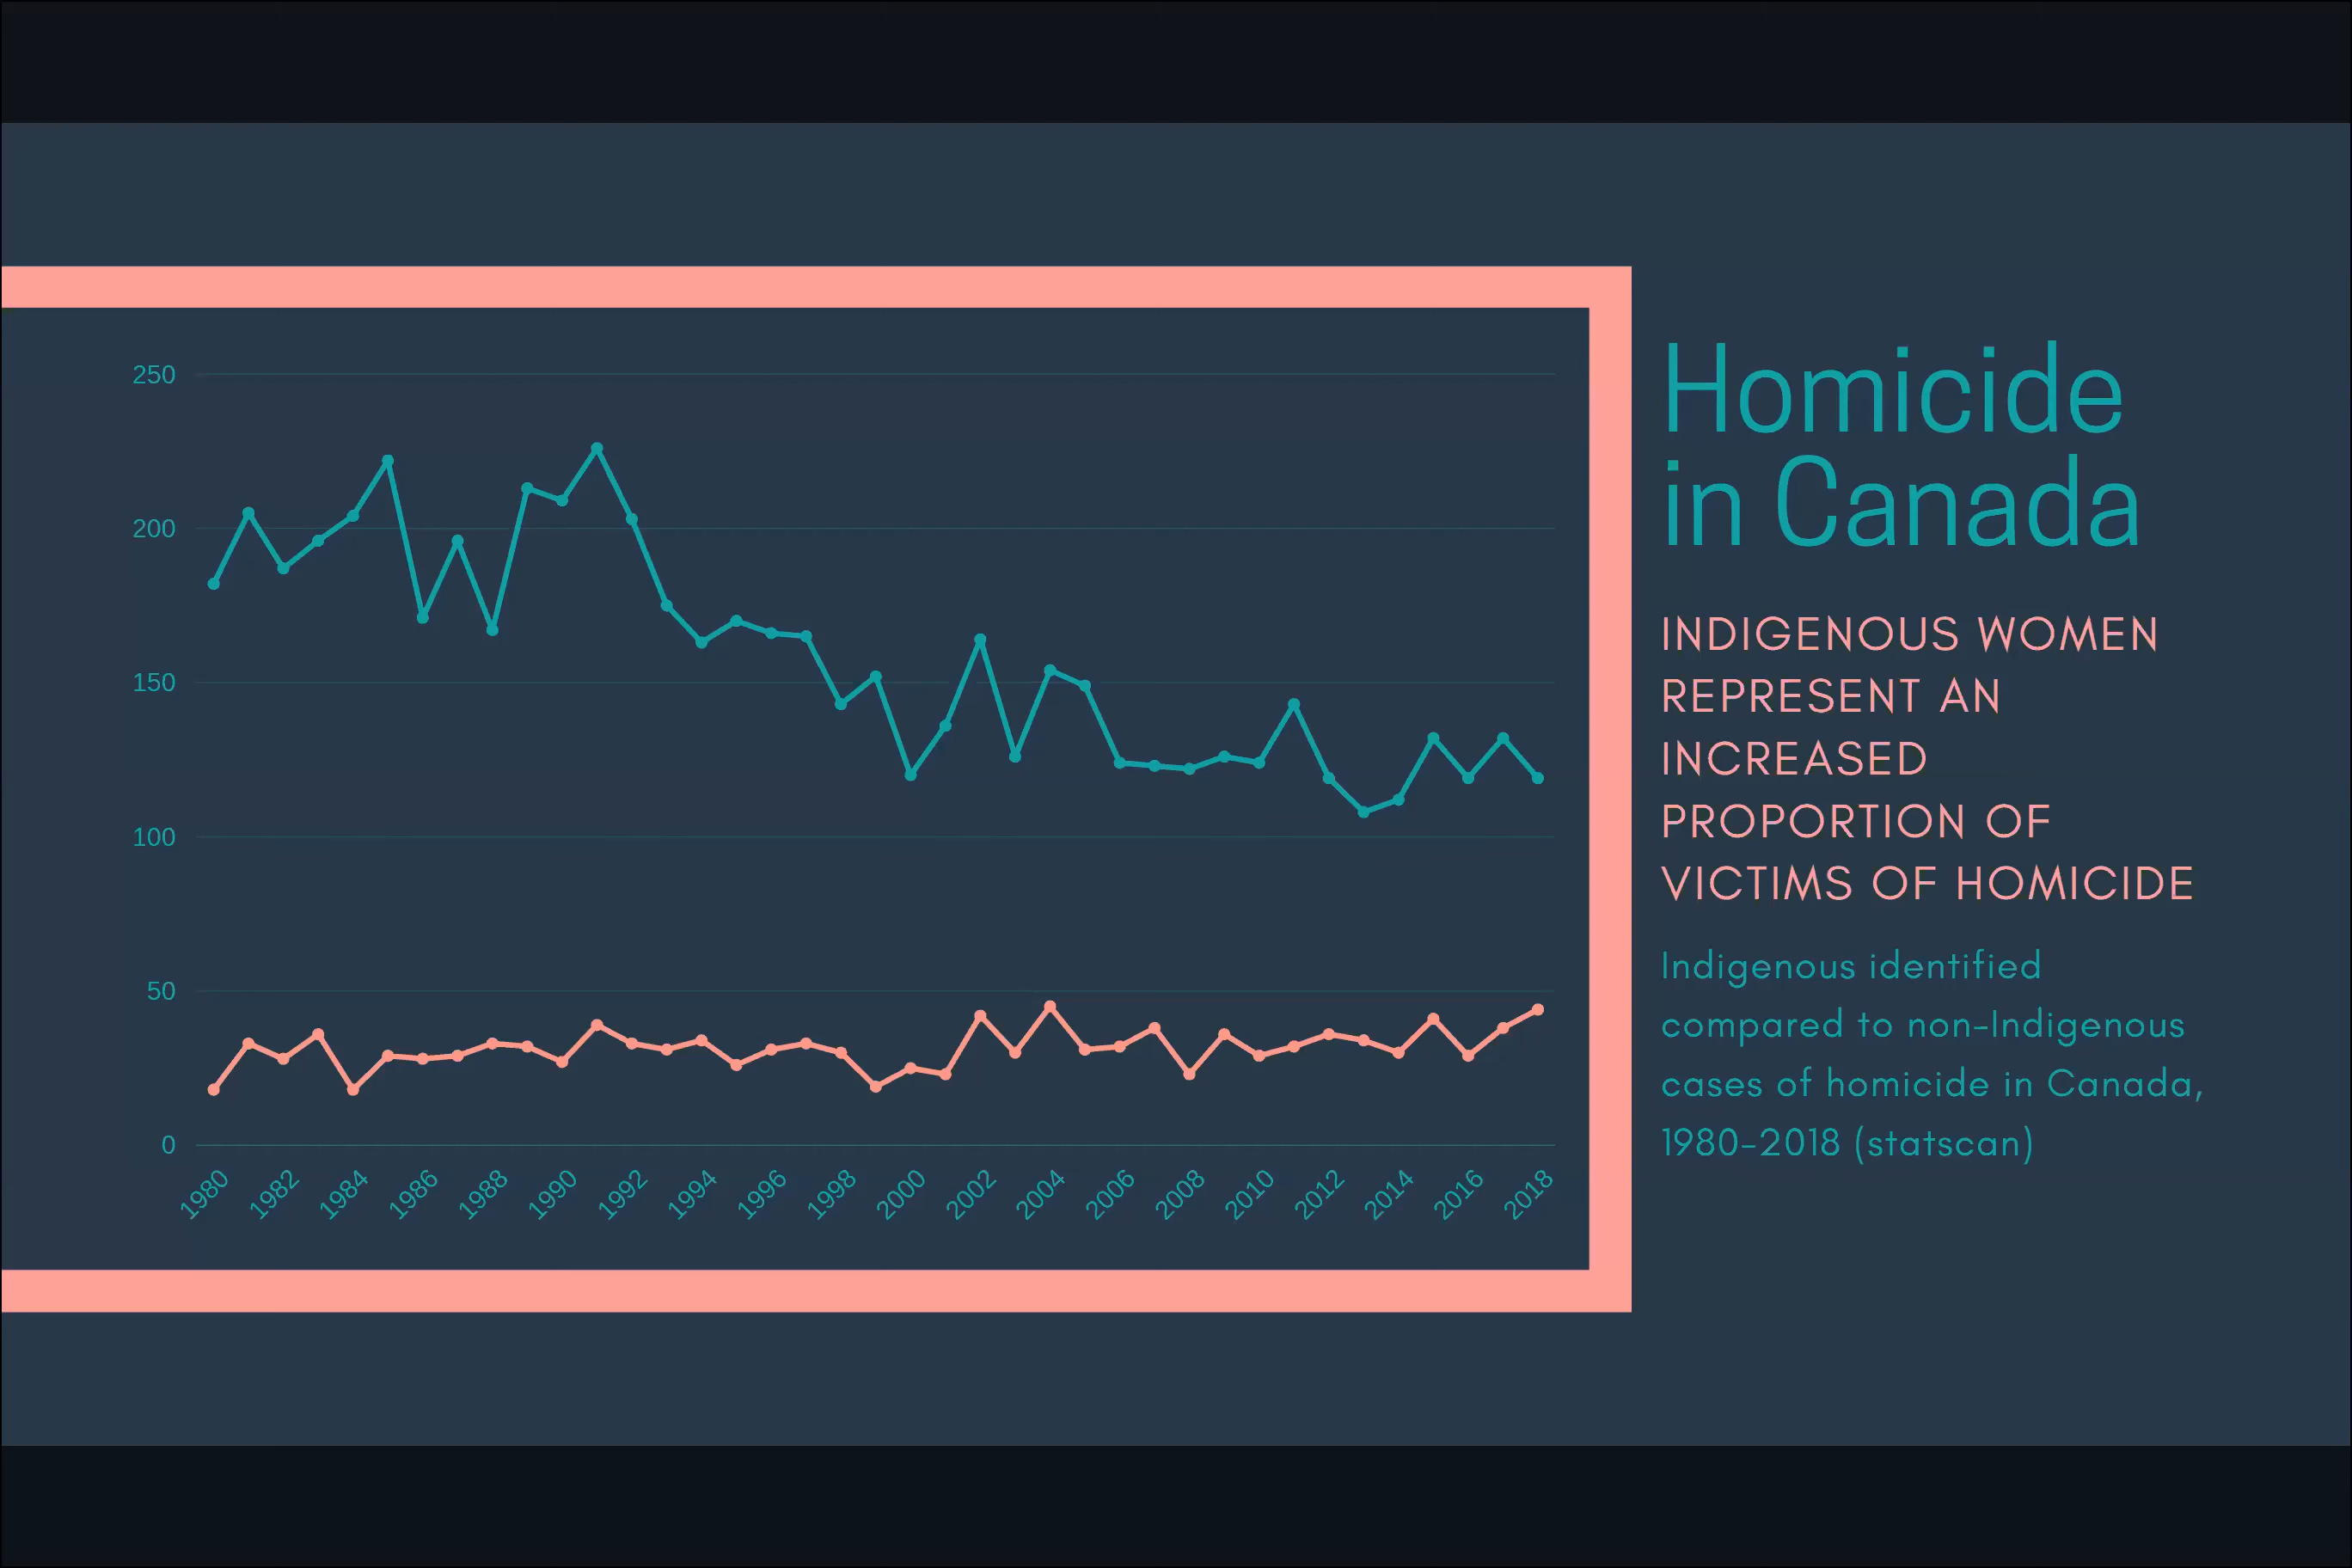 Homicide
in Canada
INDIGENOUS WOMEN
REPRESENT AN
INCREASED
PROPORTION OF
VICTIMS OF HOMICIDE
Indigenous identified
compared to non-Indigenous
cases of homicide in Canada,
1980-2018 (statscan)
250
200
150
100
50
0
1980 1982 1984 1986 1988 1990 1992 1994 1996 1998 2000 2002 2004 2006 2008 2010 2012 2014 2016 2018